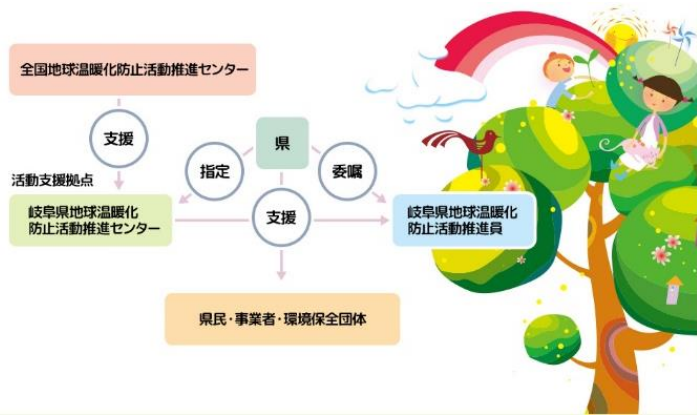 全国地球温暖化防止活動推進センター
支援
県
指定
委嘱
活動支援拠点
岐阜県地球温暖化
防止活動推進センター
支援
岐阜県地球温暖化
防止活動推進員
県民・事業者・環境保全団体